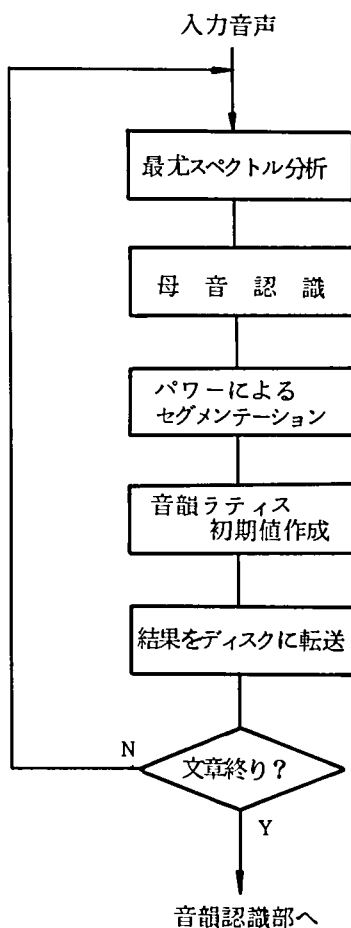 入力音声
最尤スペクトル分析
母音認識
パワーによる
セグメンテーション
音韻ラティス
初期値作成
結果をディスクに転送
文章終り?
N
Y
音韻認識部へ